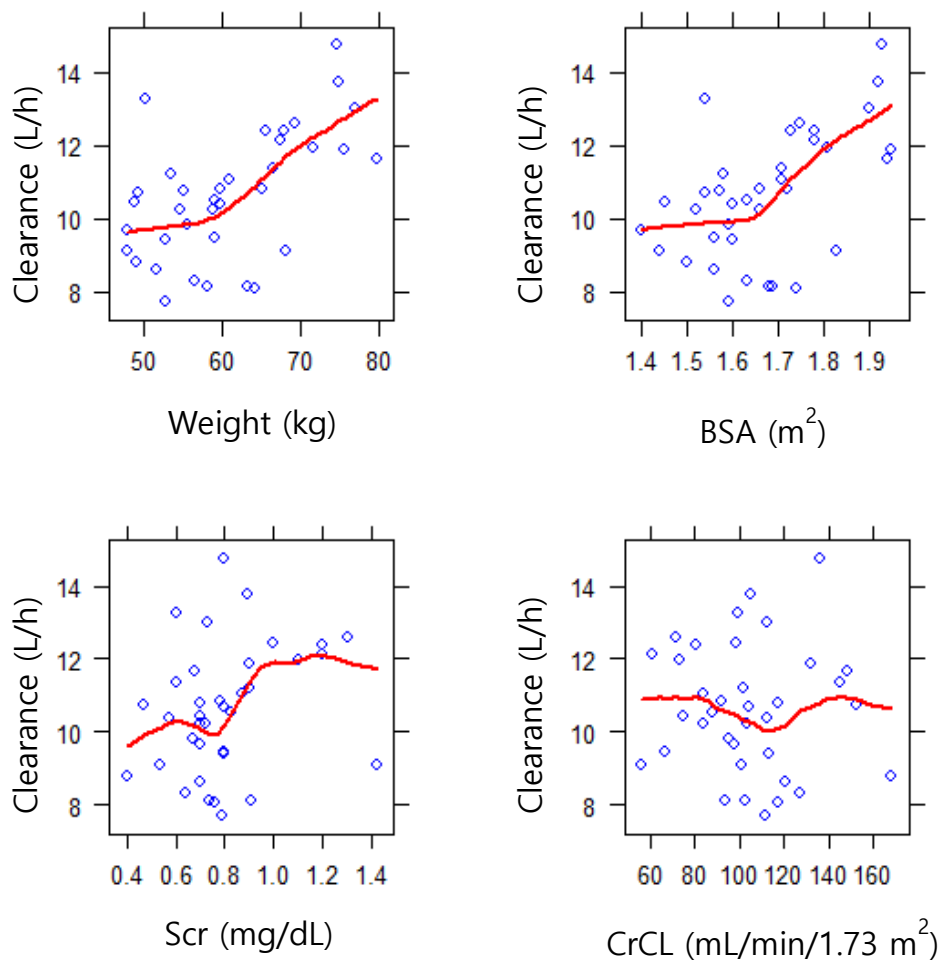 Clearance (L/h)
14
12
10
8
50 60 70 80
Weight (kg)
Clearance (L/h)
14
12
10
8
1.4 1.5 1.6 1.7 1.8 1.9
BSA (m²)
Clearance (L/h)
14
12
10
8
0.4 0.6 0.8 1.0 1.2 1.4
Scr (mg/dL)
Clearance (L/h)
14
12
10
8
60 80 100 120 140 160
CrCL (mL/min/1.73 m²)